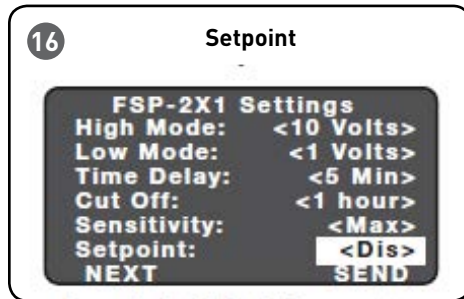 16 Setpoint
FSP-2X1 Settings
High Mode: <10 Volts>
Low Mode: <1 Volts>
Time Delay: <5 Min>
Cut Off: <1 hour>
Sensitivity: <Max>
Setpoint: <Dis>
NEXT SEND